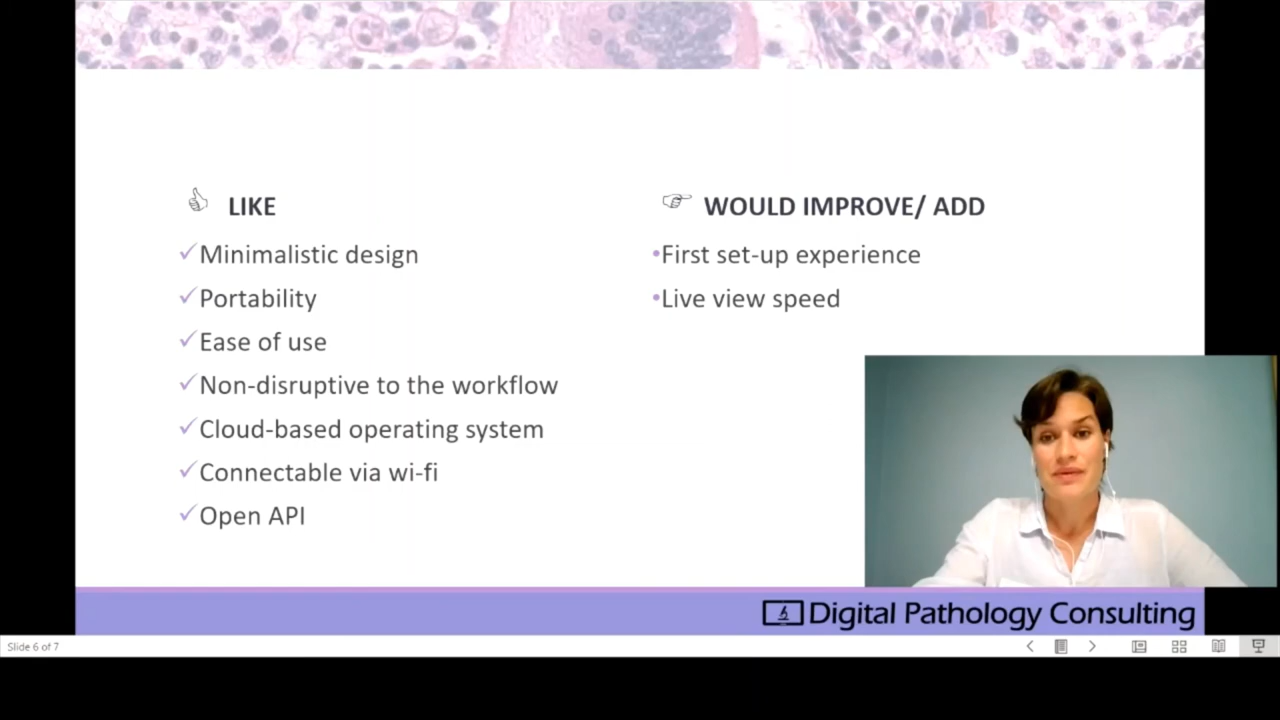 LIKE
Minimalistic design
Portability
Ease of use
Non-disruptive to the workflow
Cloud-based operating system
Connectable via wi-fi
Open API
WOULD IMPROVE/ ADD
First set-up experience
Live view speed
Digital Pathology Consulting
Slide 6 of 7